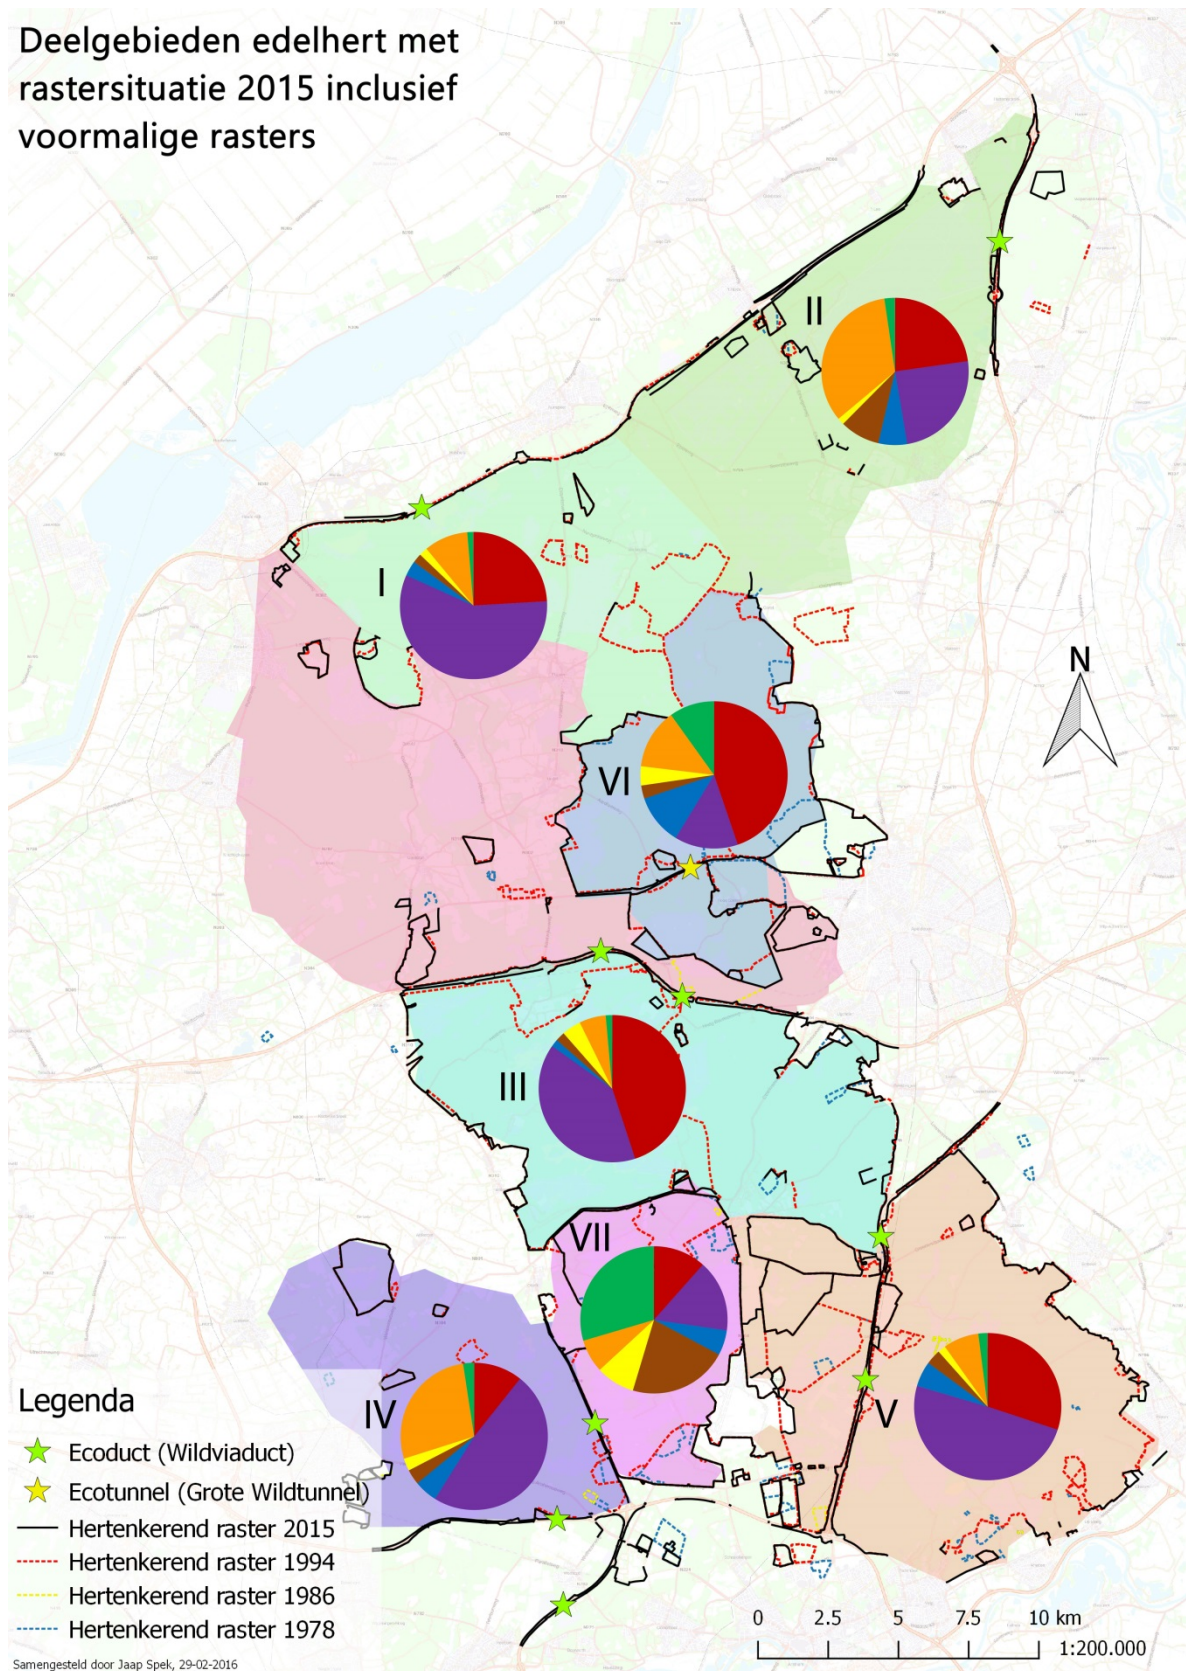 Deelgebieden edelhert met
rastersituatie 2015 inclusief
voormalige rasters
II
I
N
VI
III
VII
IV
V
Legenda
Ecoduct (Wildviaduct)
Ecotunnel (Grote Wildtunnel)
Hertenkerend raster 2015
Hertenkerend raster 1994
Hertenkerend raster 1986
Hertenkerend raster 1978
0 2.5 5 7.5 10 km
1:200.000
Samengesteld door Jaap Spek, 29-02-2016